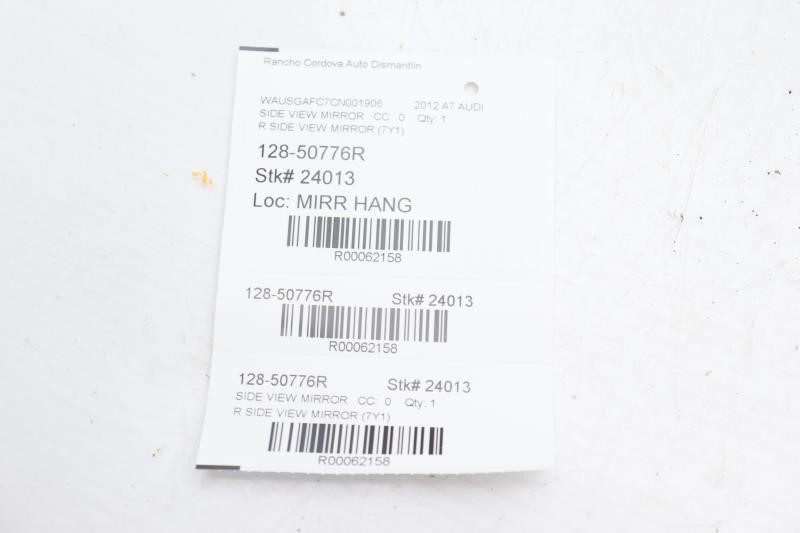 Rancho Cordova Auto Dismantlin
WAUSGAFC7CN001906 2012 A7 AUDI
SIDE VIEW MIRROR CC: 0 Qty: 1
R SIDE VIEW MIRROR (7Y1)
128-50776R
Stk# 24013
Loc: MIRR HANG
R00062158
128-50776R Stk# 24013
R00062158
128-50776R Stk# 24013
SIDE VIEW MIRROR CC: 0 Qty: 1
R SIDE VIEW MIRROR (7Y1)
R00062158